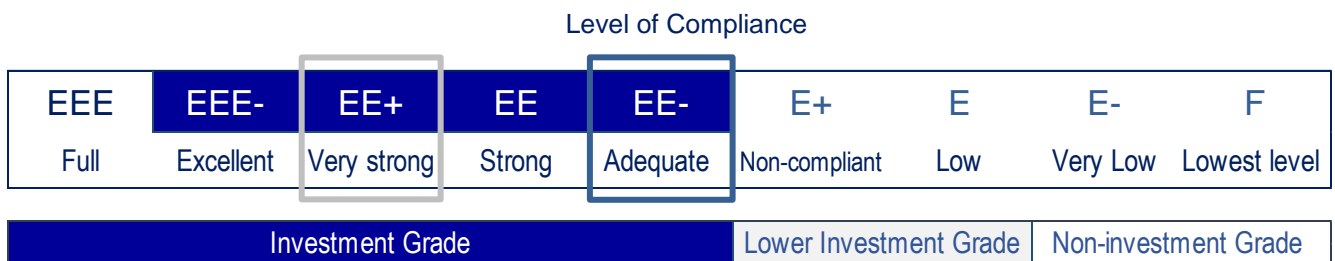 Level of Compliance
EEE EEE- EE+ EE EE- E+ E E- F
Full Excellent Very strong Strong Adequate Non-compliant Low Very Low Lowest level
Investment Grade Lower Investment Grade Non-investment Grade